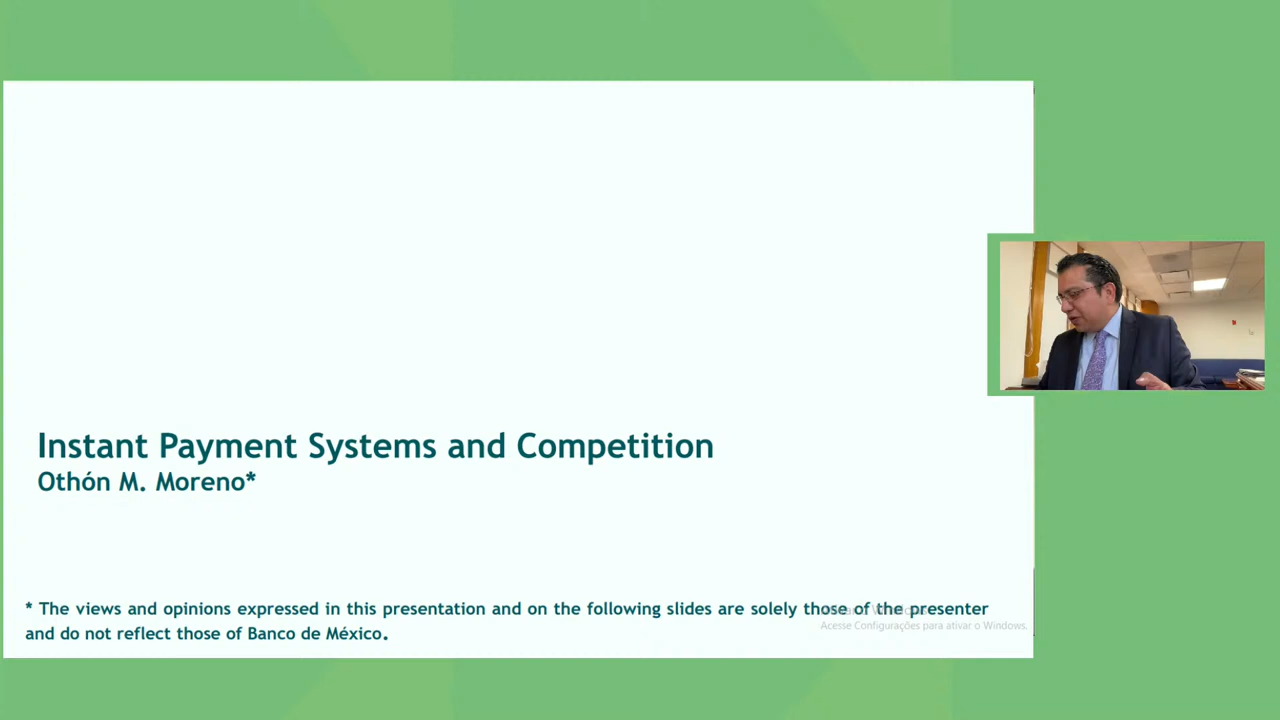 Instant Payment Systems and Competition
Othón M. Moreno*
* The views and opinions expressed in this presentation and on the following slides are solely those of the presenter
and do not reflect those of Banco de México.
Acesse Configurações para ativar o Windows.